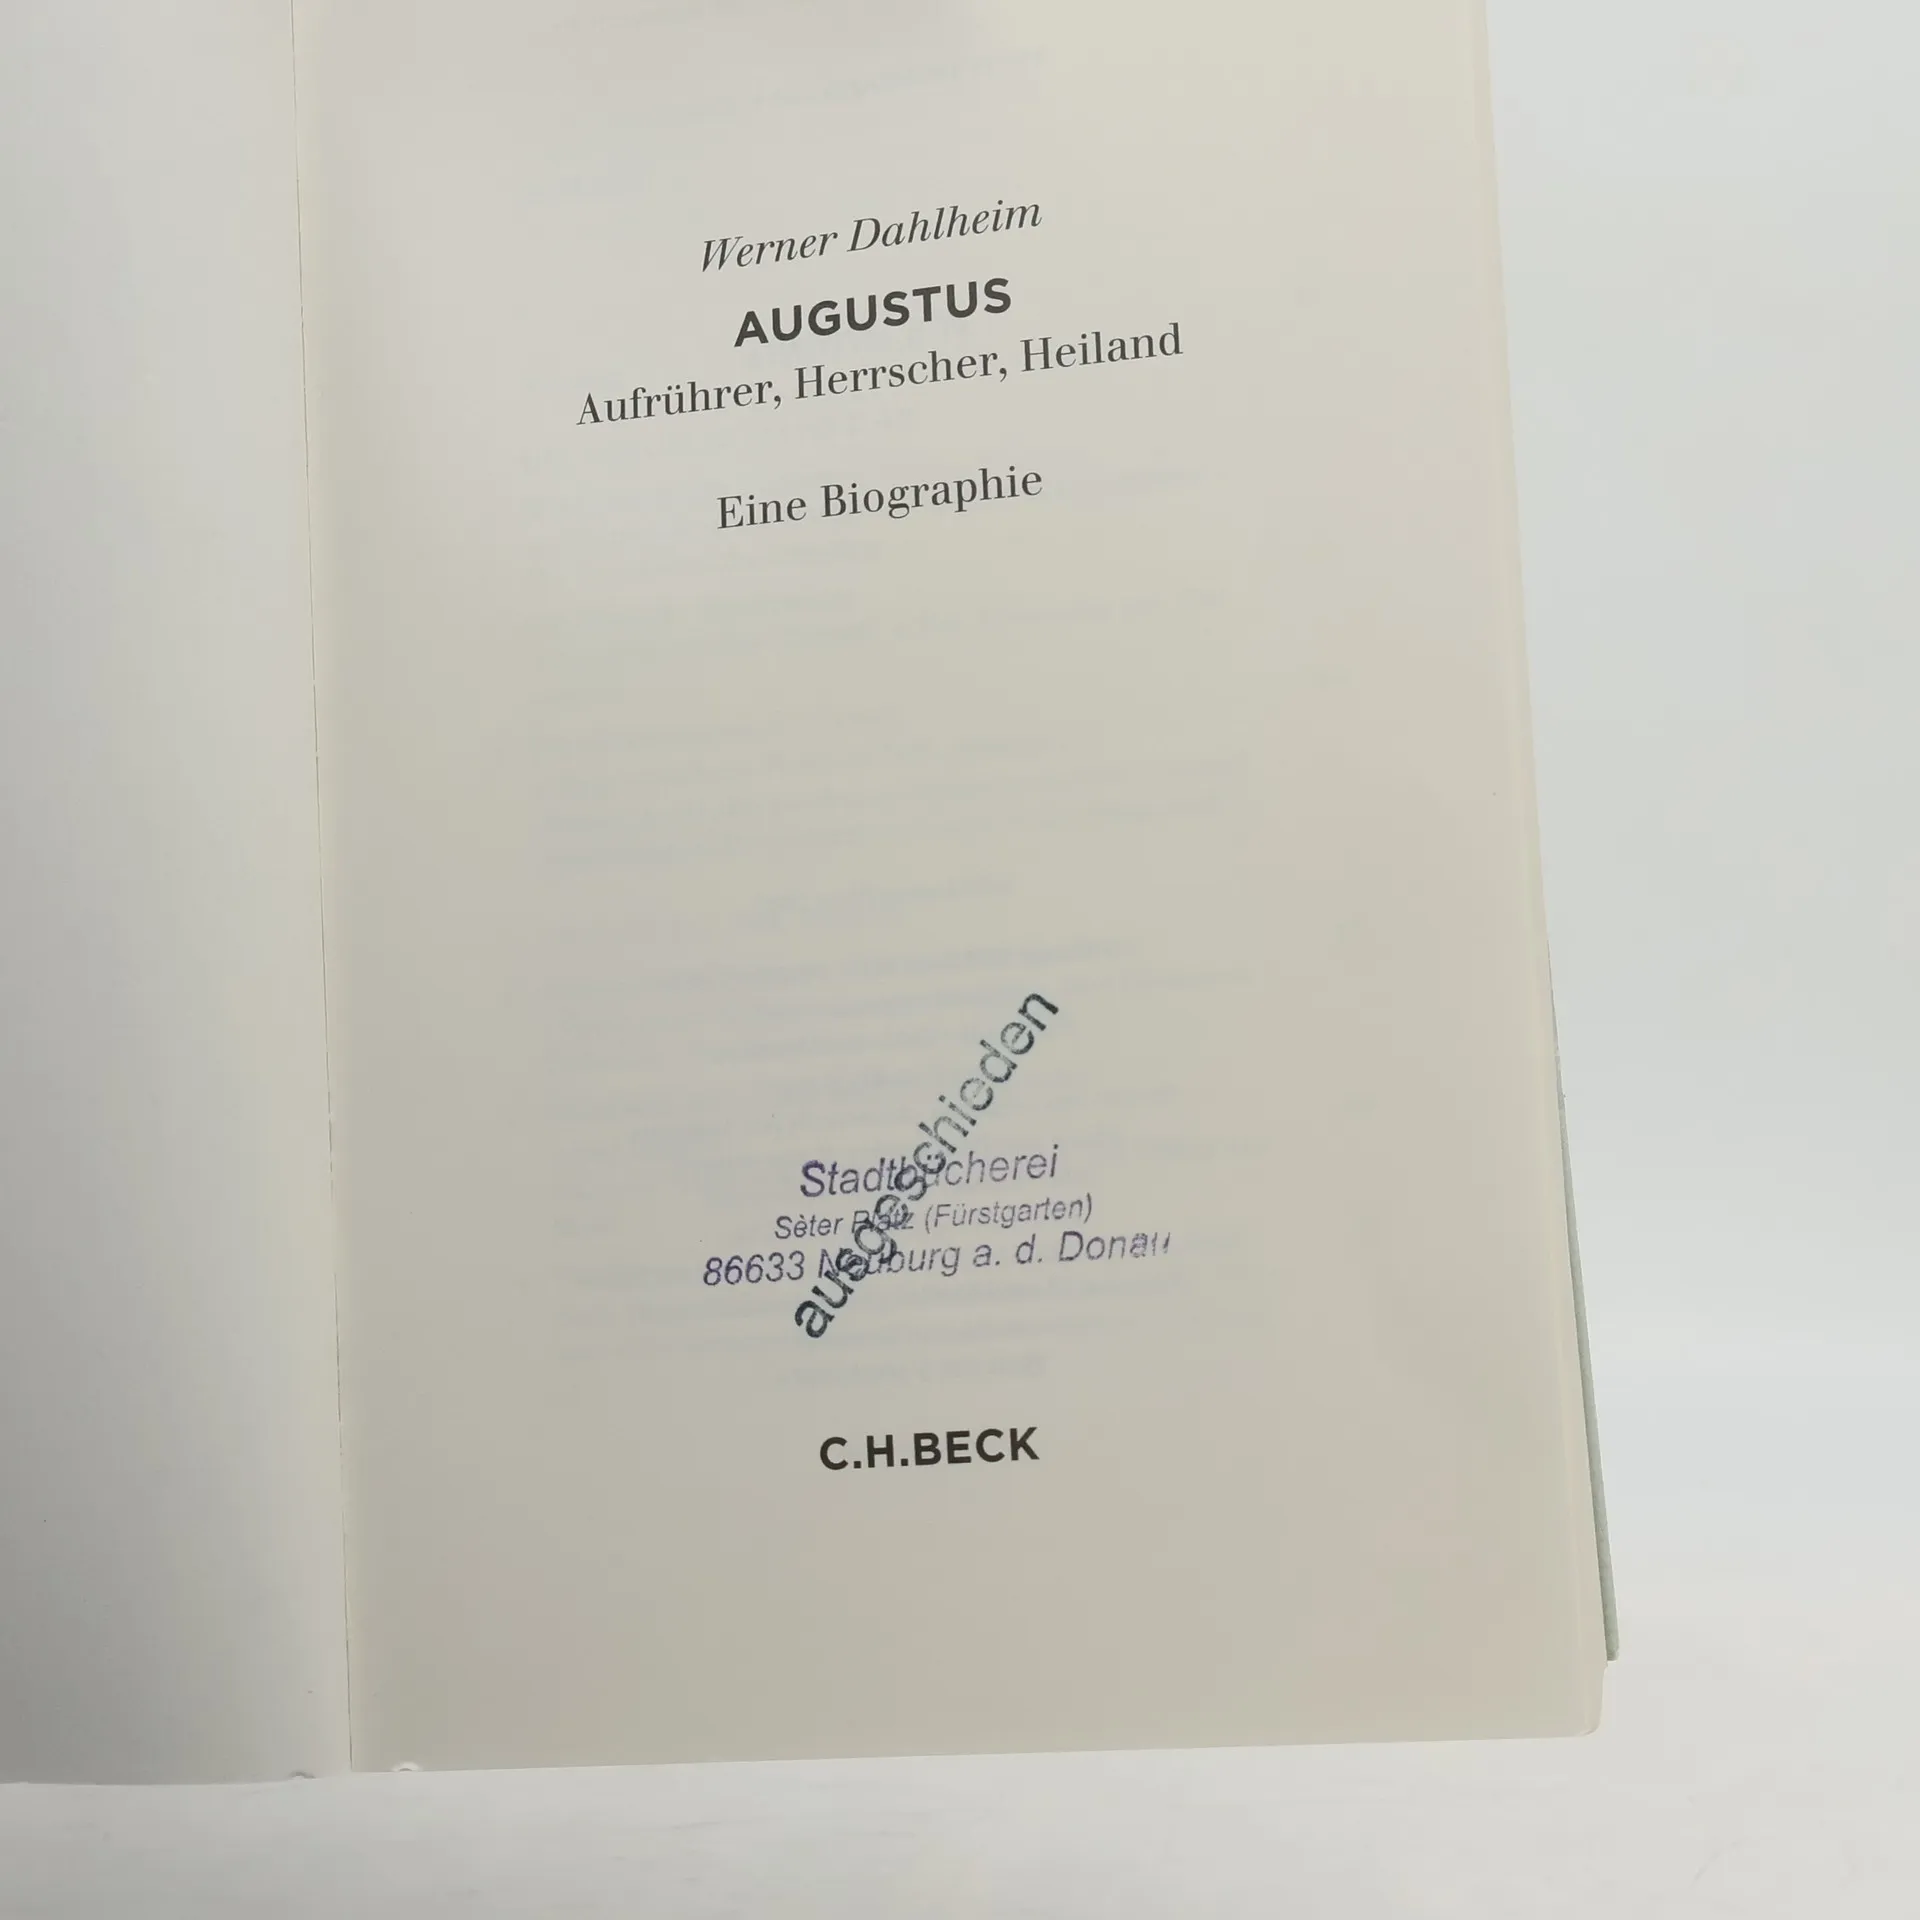 Werner Dahlheim
AUGUSTUS
Aufrührer, Herrscher, Heiland
Eine Biographie
ausgeschieden
Stadtbücherei
Sèter Platz (Fürstgarten)
86633 Neuburg a. d. Donau
C.H.BECK